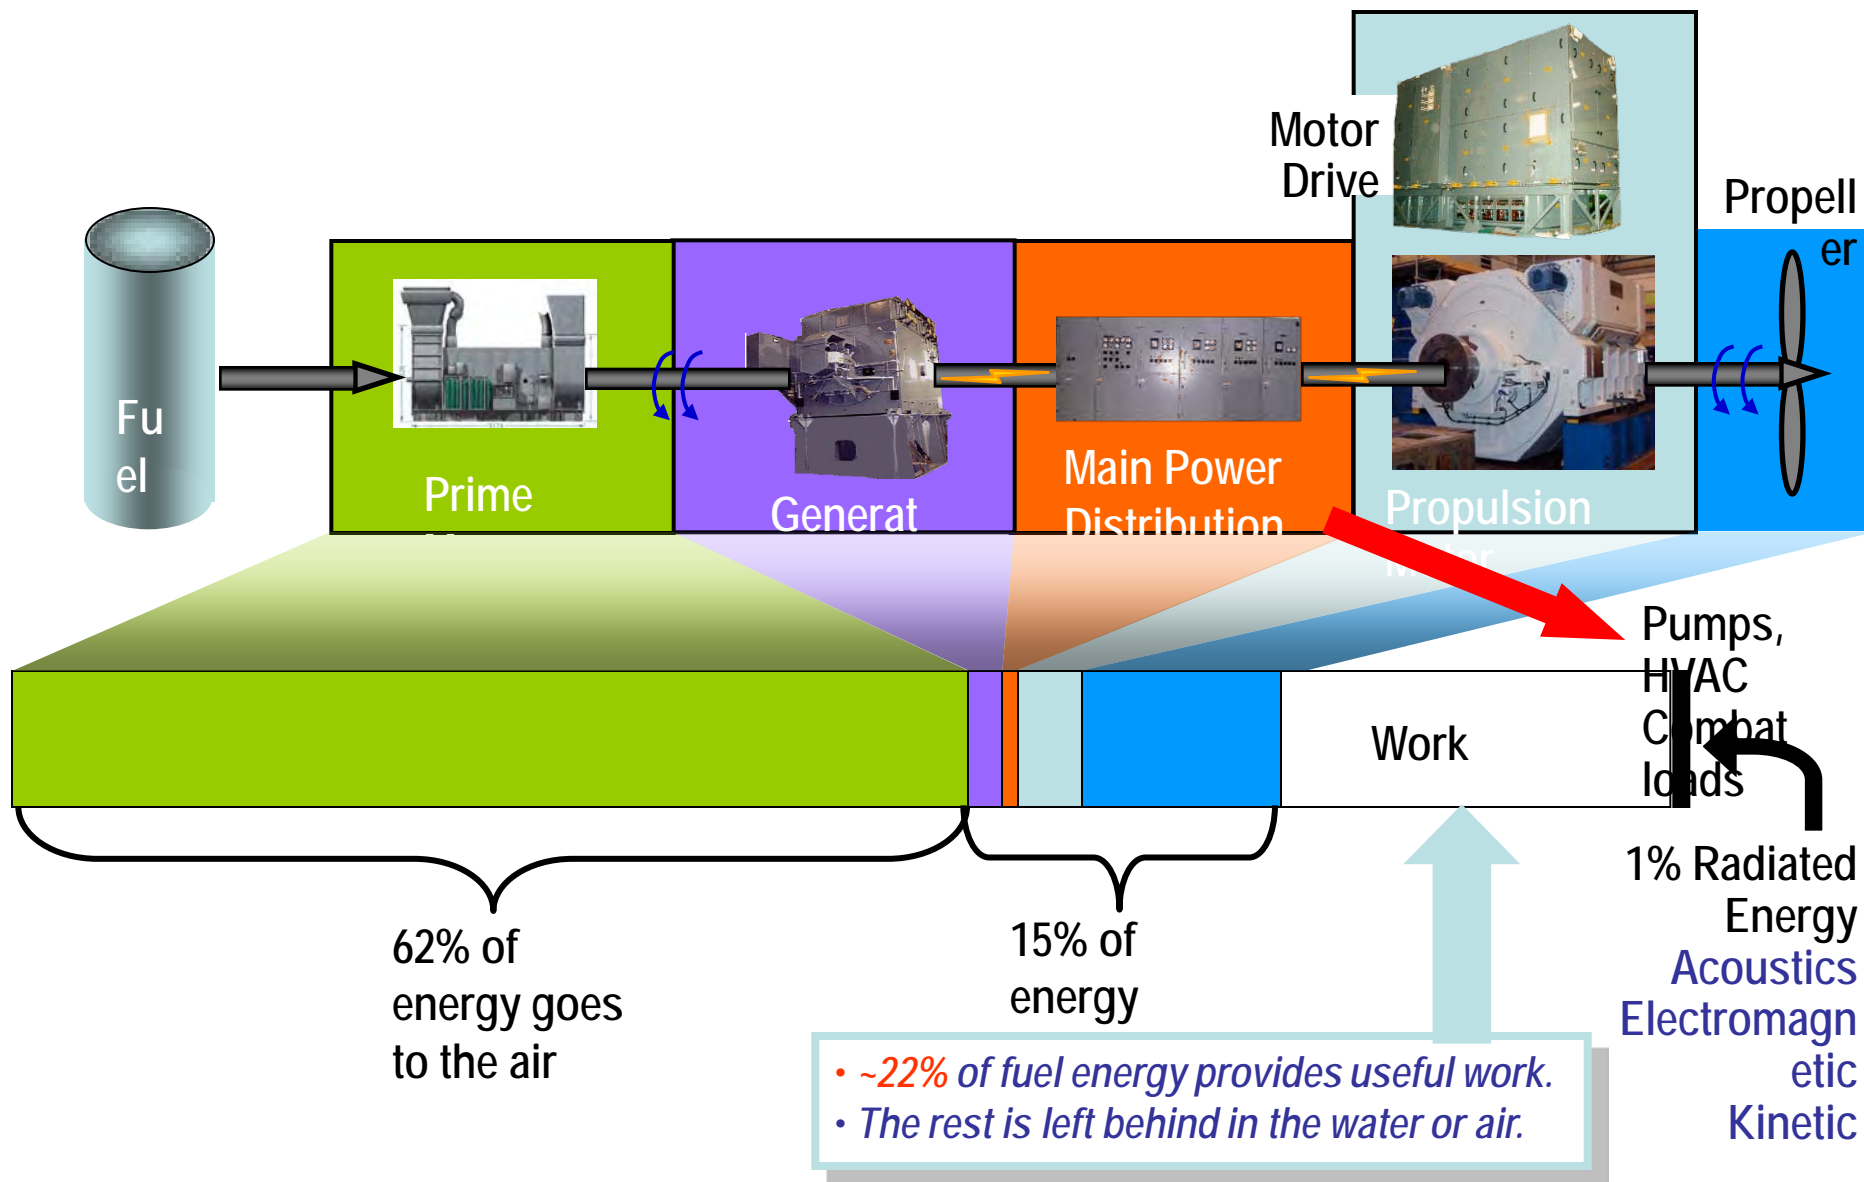 Motor
Drive
Propell
er
Fu
el
Prime
Generat
Main Power
Distribution
Propulsion
Motor
Pumps,
HVAC
Combat
loads
Work
62% of
energy goes
to the air
15% of
energy
1% Radiated
Energy
Acoustics
Electromagn
etic
Kinetic
• ~22% of fuel energy provides useful work.
• The rest is left behind in the water or air.